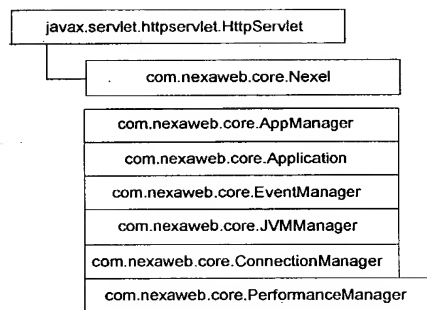 javax.servlet.httpservlet.HttpServlet
com.nexaweb.core.Nexel
com.nexaweb.core.AppManager
com.nexaweb.core.Application
com.nexaweb.core.EventManager
com.nexaweb.core.JVMManager
com.nexaweb.core.ConnectionManager
com.nexaweb.core.PerformanceManager